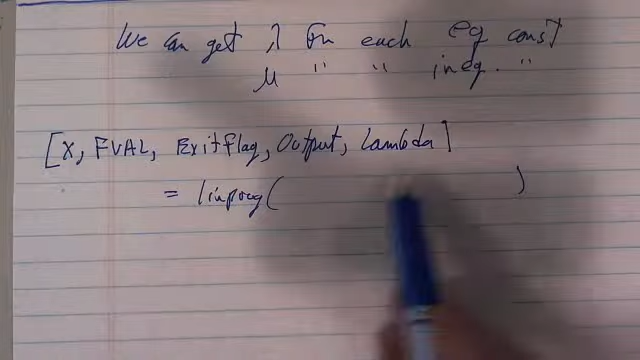 We can get λ for each eq const
μ " " ineq. "
[x, FVAL, ExitFlag, Output, Lambda]
= linprog( )